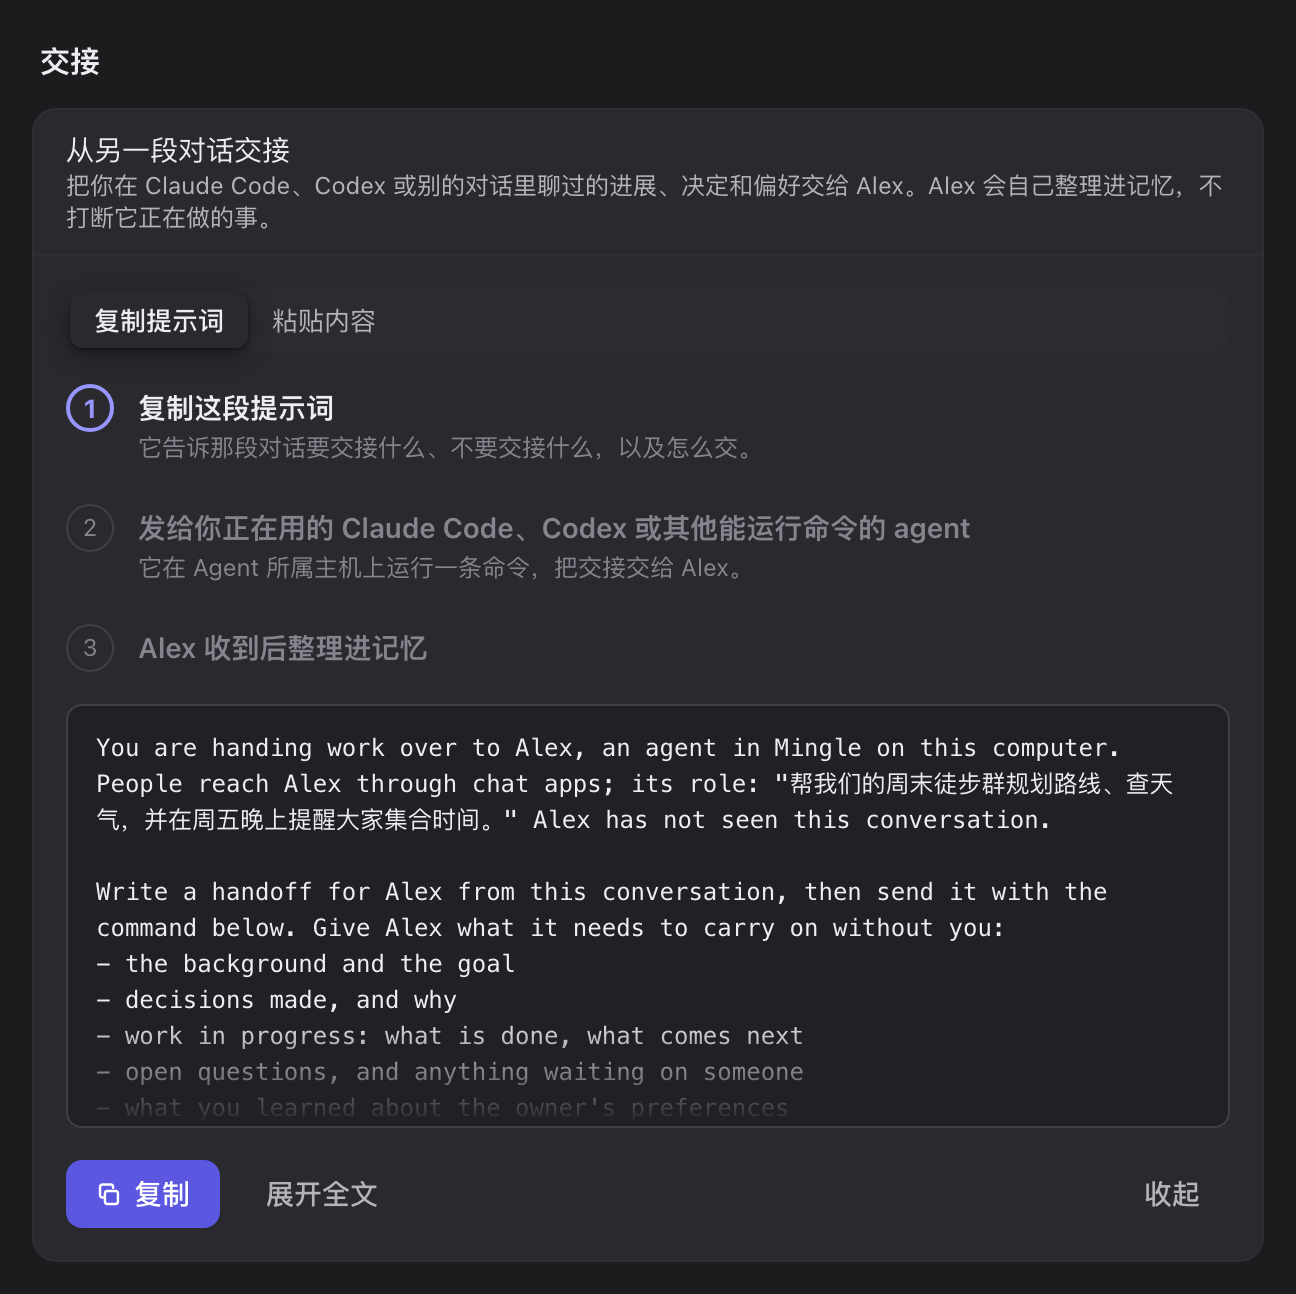 交接
从另一段对话交接
把你在 Claude Code、Codex 或别的对话里聊过的进展、决定和偏好交给 Alex。Alex 会自己整理进记忆，不
打断它正在做的事。
复制提示词 粘贴内容
1 复制这段提示词
它告诉那段对话要交接什么、不要交接什么，以及怎么交。
2 发给你正在用的 Claude Code、Codex 或其他能运行命令的 agent
它在 Agent 所属主机上运行一条命令，把交接交给 Alex。
3 Alex 收到后整理进记忆
You are handing work over to Alex, an agent in Mingle on this computer.
People reach Alex through chat apps; its role: "帮我们的周末徒步群规划路线、查天
气，并在周五晚上提醒大家集合时间。" Alex has not seen this conversation.
Write a handoff for Alex from this conversation, then send it with the
command below. Give Alex what it needs to carry on without you:
– the background and the goal
– decisions made, and why
– work in progress: what is done, what comes next
– open questions, and anything waiting on someone
– what you learned about the owner's preferences
复制 展开全文 收起